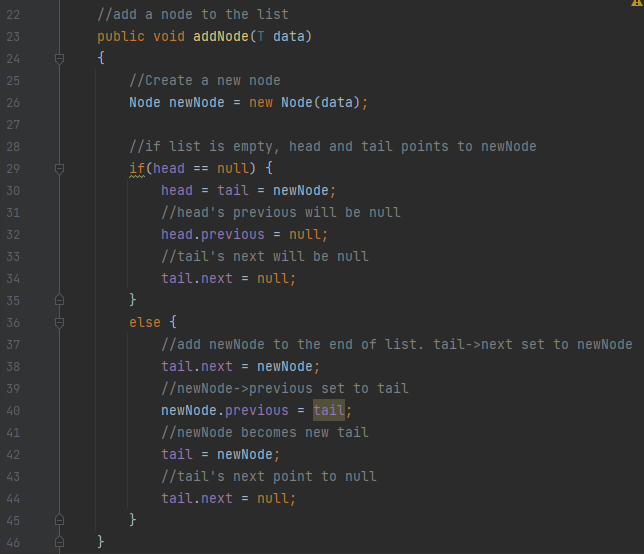 22 //add a node to the list
23 public void addNode(T data)
24 {
25 //Create a new node
26 Node newNode = new Node(data);
27
28 //if list is empty, head and tail points to newNode
29 if(head == null) {
30 head = tail = newNode;
31 //head's previous will be null
32 head.previous = null;
33 //tail's next will be null
34 tail.next = null;
35 }
36 else {
37 //add newNode to the end of list. tail->next set to newNode
38 tail.next = newNode;
39 //newNode->previous set to tail
40 newNode.previous = tail;
41 //newNode becomes new tail
42 tail = newNode;
43 //tail's next point to null
44 tail.next = null;
45 }
46 }